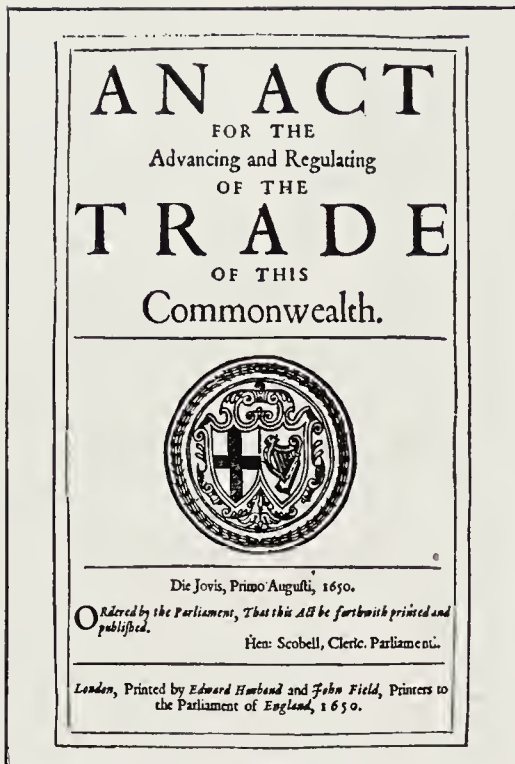 AN ACT
FOR THE
Advancing and Regulating
OF THE
TRADE
OF THIS
Commonwealth.
Die Jovis, Primo Auguſti, 1650.
ORdered by the Parliament, That this Act be forthwith printed and
publiſhed.
Hen: Scobell, Cleric. Parliamenti.
London, Printed by Edward Husband and John Field, Printers to
the Parliament of England, 1650.